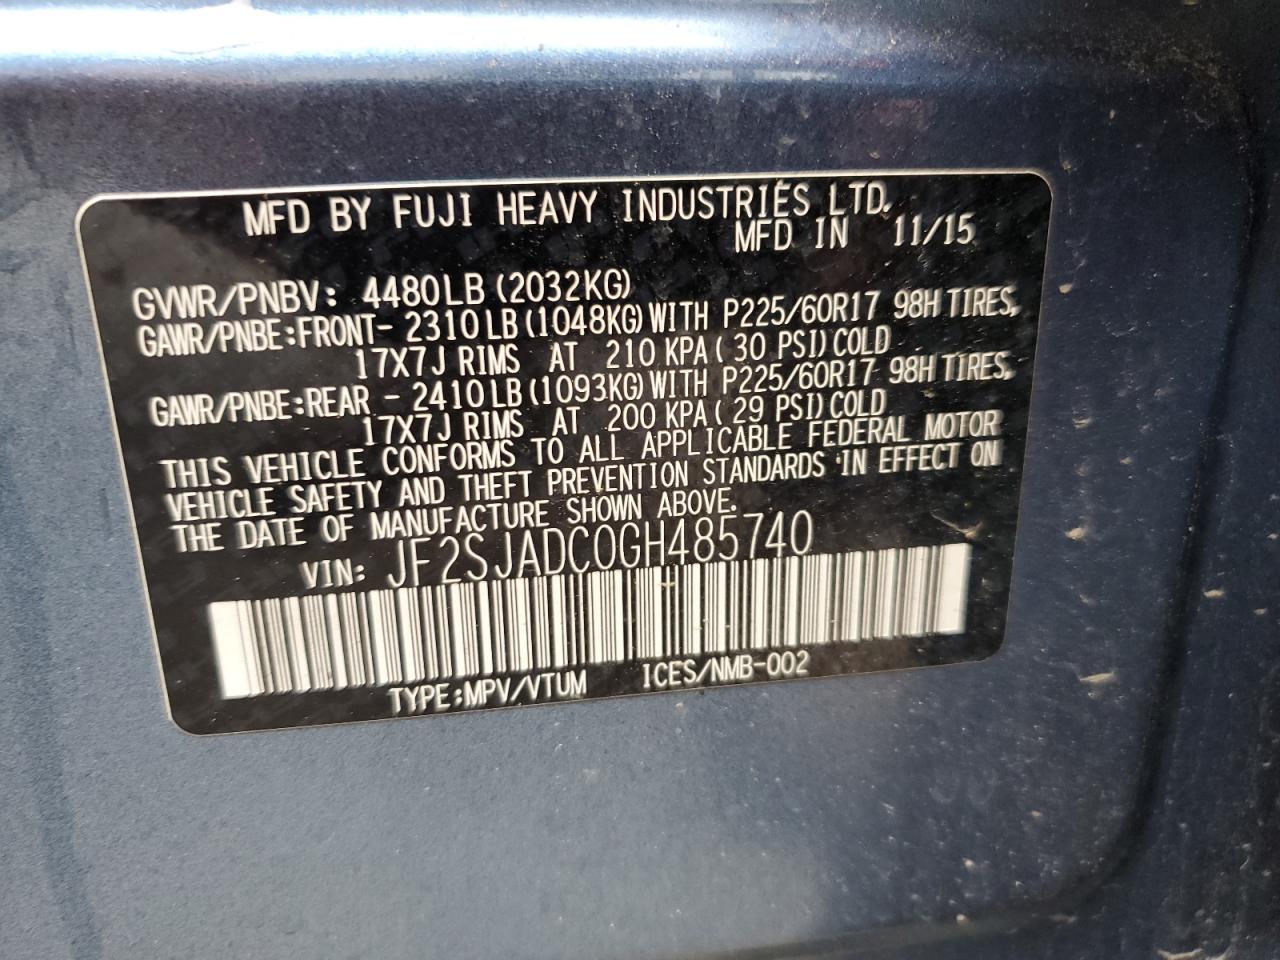 MFD BY FUJI HEAVY INDUSTRIES LTD.
MFD IN 11/15
GVWR/PNBV: 4480LB (2032KG)
GAWR/PNBE:FRONT- 2310LB (1048KG) WITH P225/60R17 98H TIRES,
17X7J RIMS AT 210 KPA ( 30 PSI) COLD
GAWR/PNBE:REAR - 2410LB (1093KG) WITH P225/60R17 98H TIRES,
17X7J RIMS AT 200 KPA ( 29 PSI) COLD
THIS VEHICLE CONFORMS TO ALL APPLICABLE FEDERAL MOTOR
VEHICLE SAFETY AND THEFT PREVENTION STANDARDS IN EFFECT ON
THE DATE OF MANUFACTURE SHOWN ABOVE.
VIN: JF2SJADC0GH485740
TYPE:MPV/VTUM ICES/NMB-002